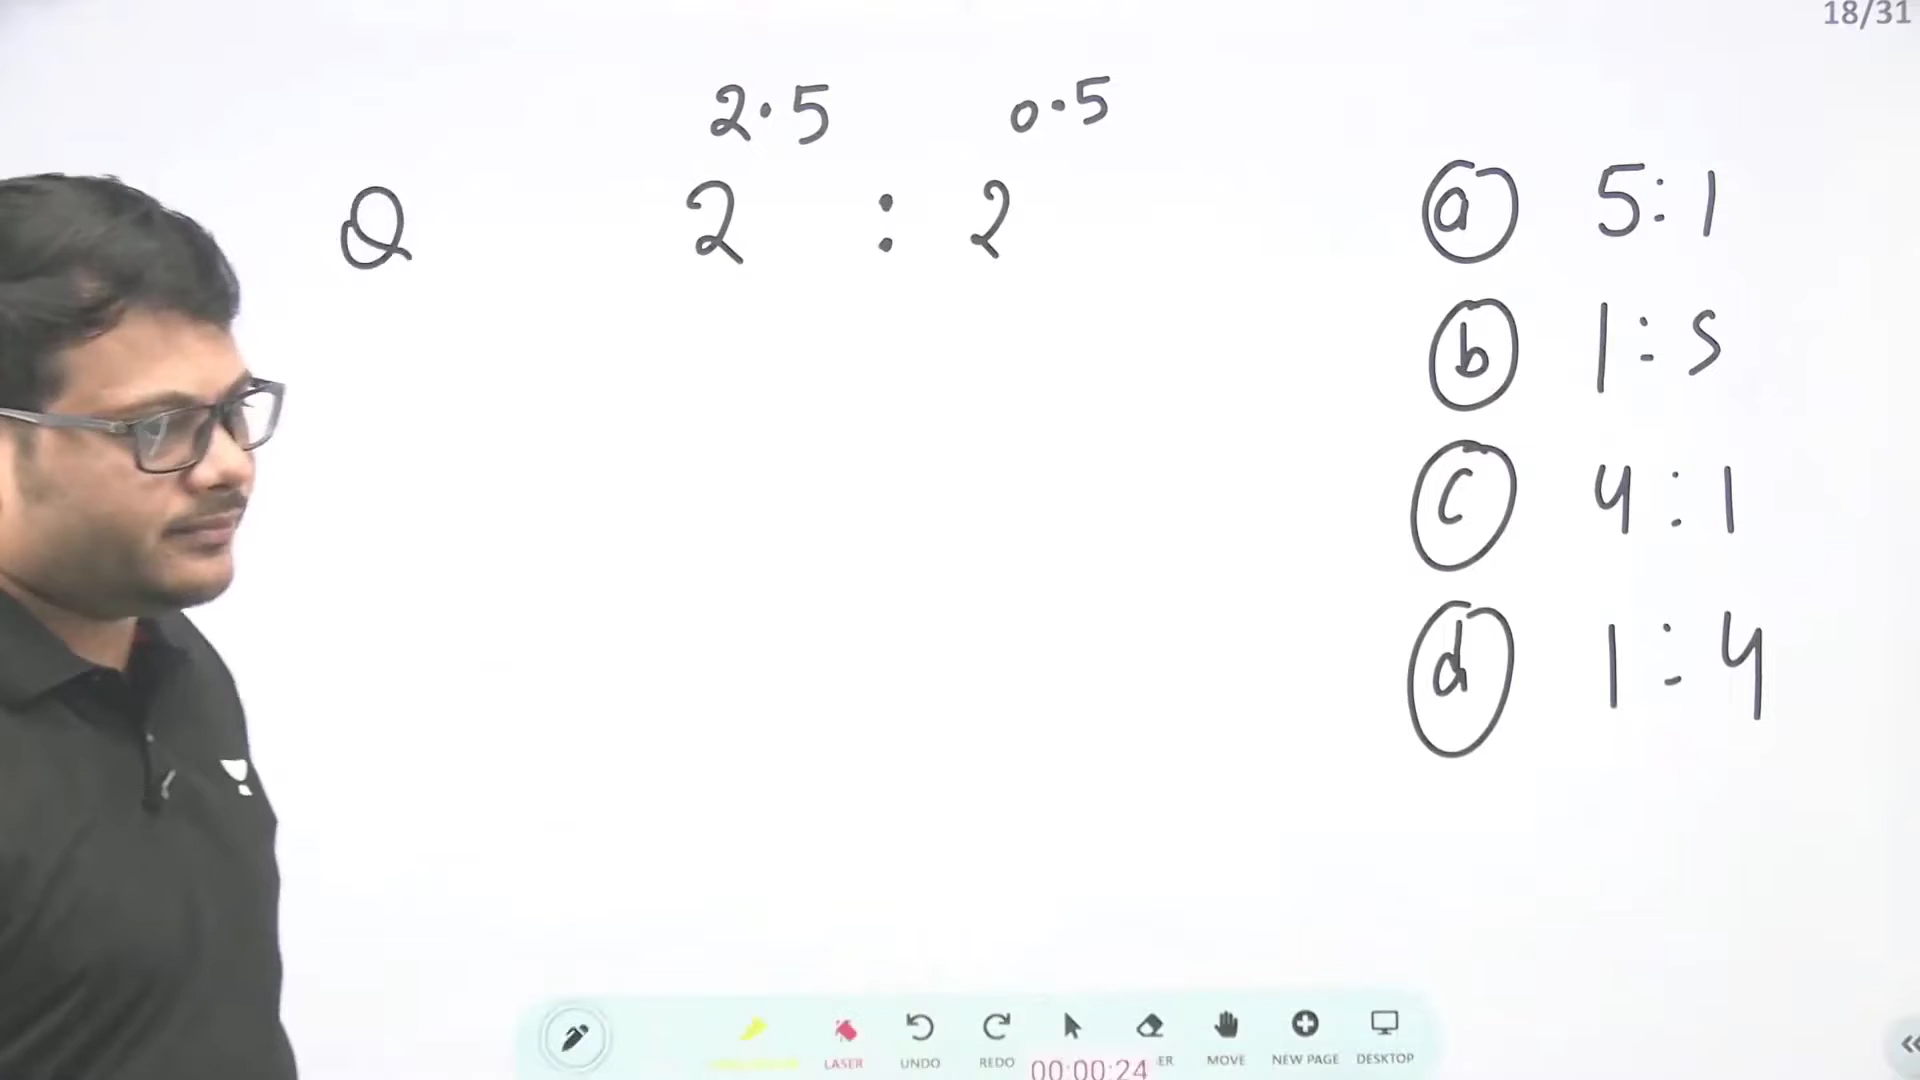 18/31
2.5 0.5
Q 2 : 2
a 5:1
b 1:5
c 4:1
d 1:4
LASER UNDO REDO ER MOVE NEW PAGE DESKTOP
00:00:24